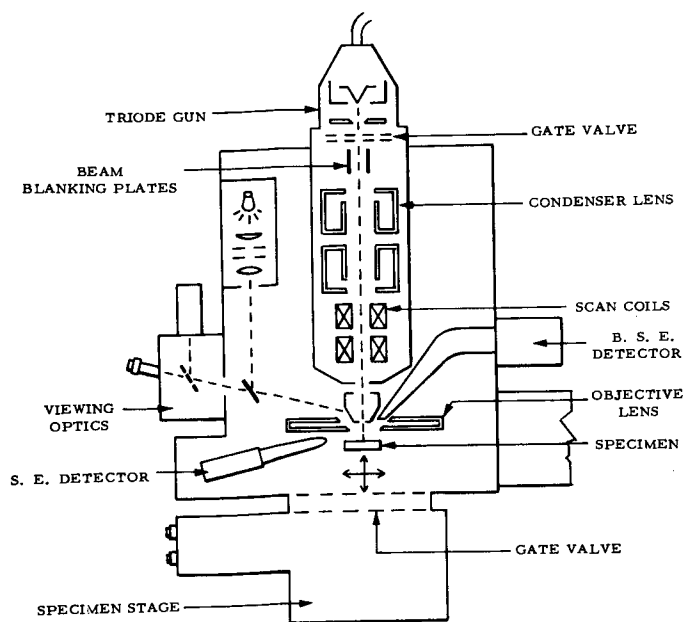 TRIODE GUN
GATE VALVE
BEAM
BLANKING PLATES
CONDENSER LENS
SCAN COILS
B. S. E.
DETECTOR
VIEWING
OPTICS
OBJECTIVE
LENS
SPECIMEN
S. E. DETECTOR
GATE VALVE
SPECIMEN STAGE